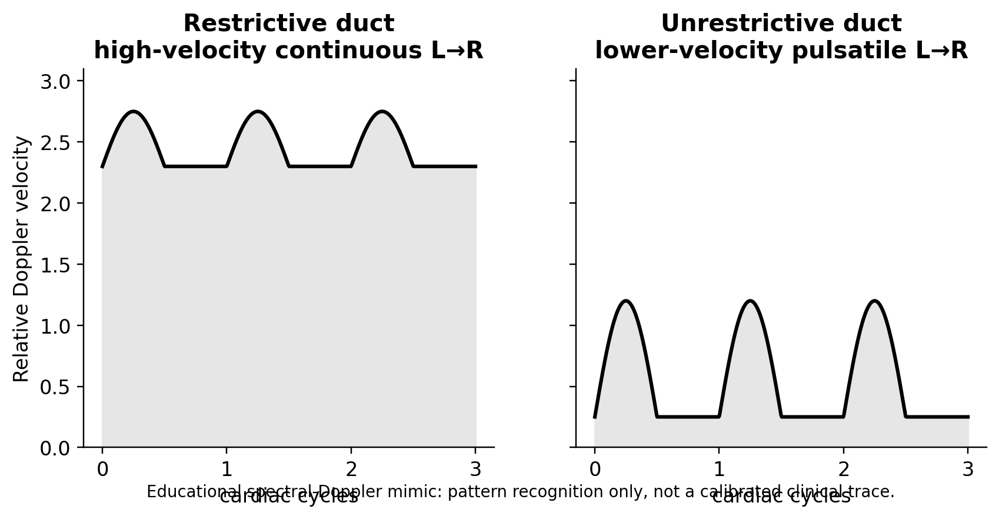 Restrictive duct
high-velocity continuous L→R
Unrestrictive duct
lower-velocity pulsatile L→R
Relative Doppler velocity
3.0
2.5
2.0
1.5
1.0
0.5
0.0
0 1 2 3
0 1 2 3
cardiac cycles
cardiac cycles
Educational spectral-Doppler mimic: pattern recognition only, not a calibrated clinical trace.